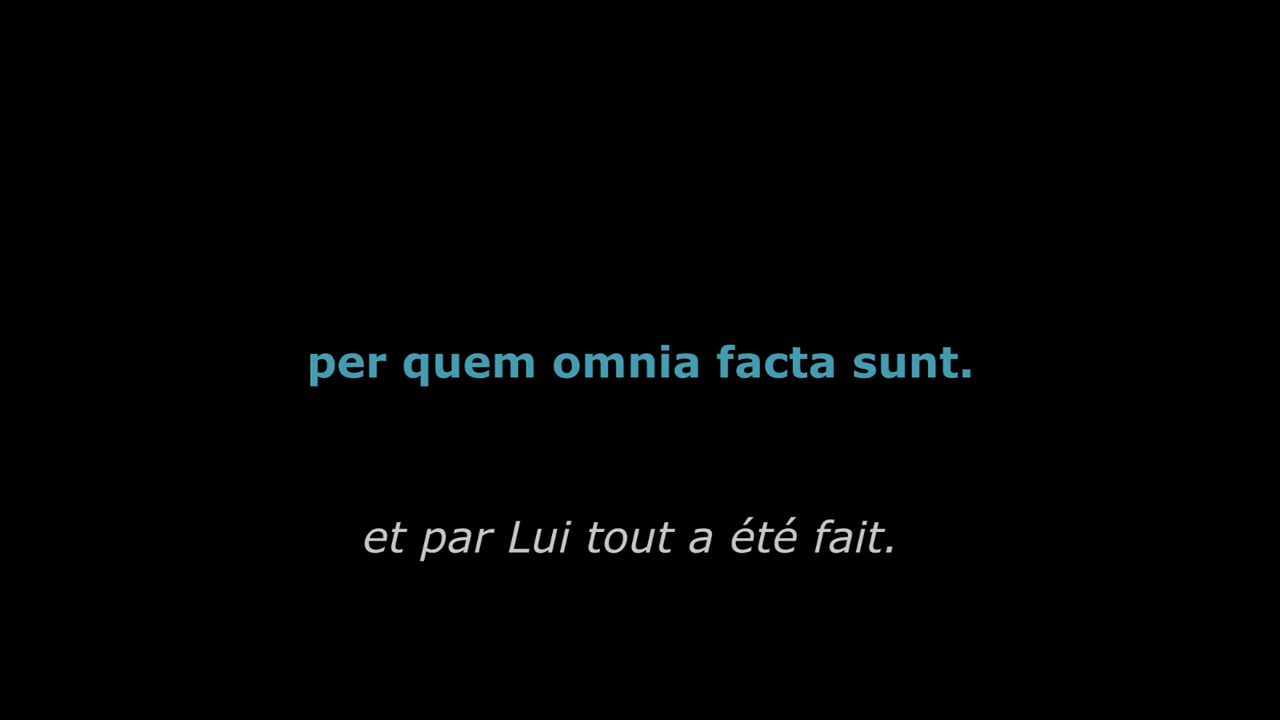 per quem omnia facta sunt.
et par Lui tout a été fait.